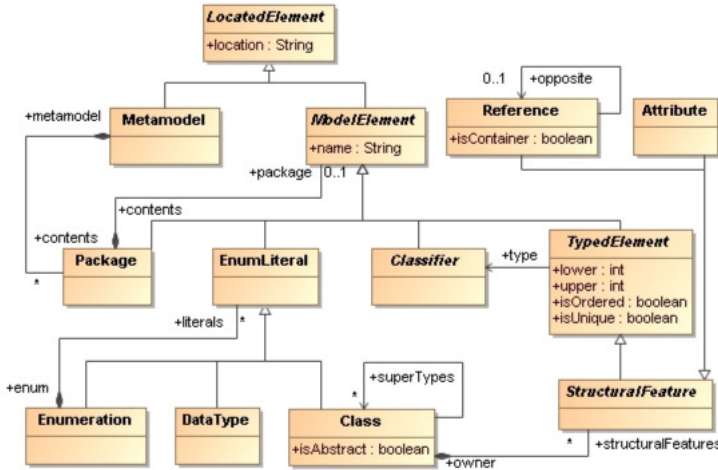 LocatedElement
+location : String
+metamodel
Metamodel
ModelElement
+name : String
0..1
+opposite
Reference
+isContainer : boolean
Attribute
+package
0..1
+contents
+contents
*
Package
EnumLiteral
Classifier
+type
TypedElement
+lower : int
+upper : int
+isOrdered : boolean
+isUnique : boolean
+literals
*
+enum
Enumeration
DataType
+superTypes
*
Class
+isAbstract : boolean
+owner
StructuralFeature
*
+structuralFeatures